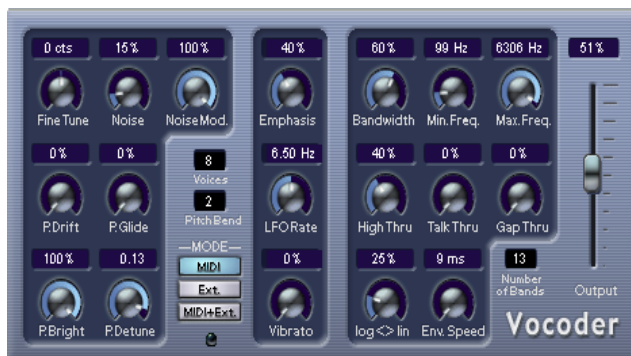 0 cts 15% 100% 40% 60% 99 Hz 6306 Hz 51%
Fine Tune Noise Noise Mod. Emphasis Bandwidth Min. Freq. Max. Freq.
0% 0% 8 6.50 Hz 40% 0% 0%
Voices
2
P.Drift P.Glide Pitch Bend LFO Rate High Thru Talk Thru Gap Thru
MODE
100% 0.13 MIDI 0% 25% 9 ms 13
Ext. Number
of Bands Output
MIDI+Ext.
P.Bright P.Detune Vibrato log<>lin Env. Speed Vocoder